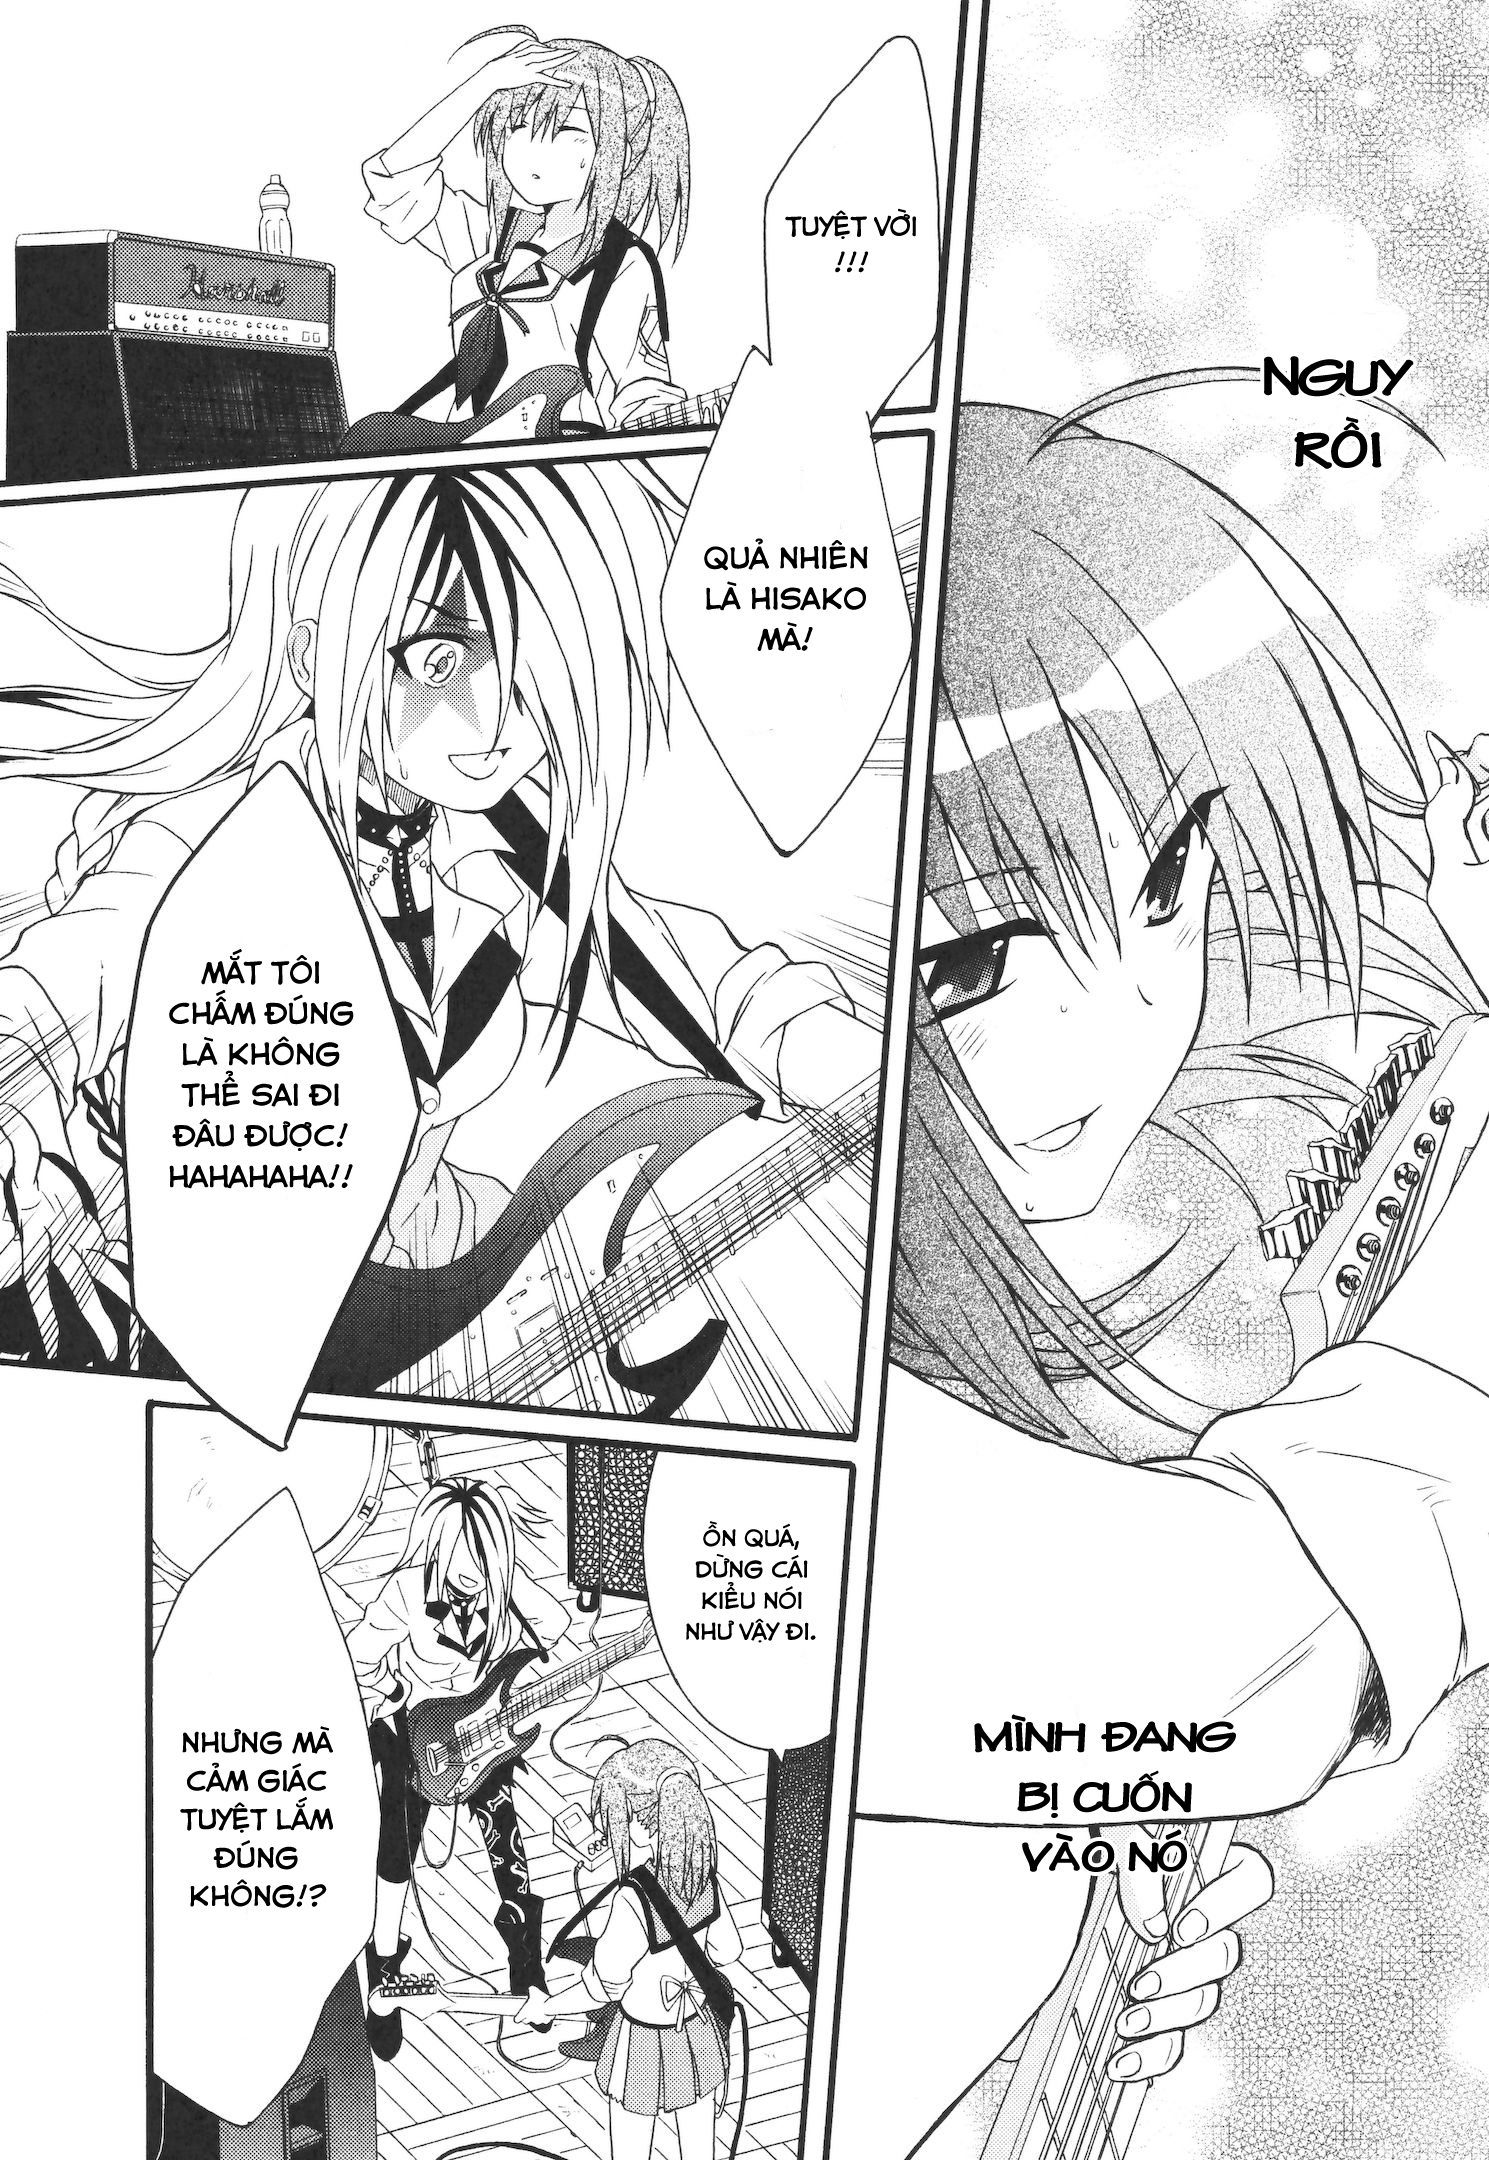 NGUY
RỒI
MÌNH ĐANG
BỊ CUỐN
VÀO NÓ
TUYỆT VỜI
!!!
QUẢ NHIÊN
LÀ HISAKO
MÀ!
MẮT TÔI
CHẤM ĐÚNG
LÀ KHÔNG
THỂ SAI ĐI
ĐÂU ĐƯỢC!
HAHAHAHA!!
ỒN QUÁ,
DỪNG CÁI
KIỂU NÓI
NHƯ VẬY ĐI.
NHƯNG MÀ
CẢM GIÁC
TUYỆT LẮM
ĐÚNG
KHÔNG!?